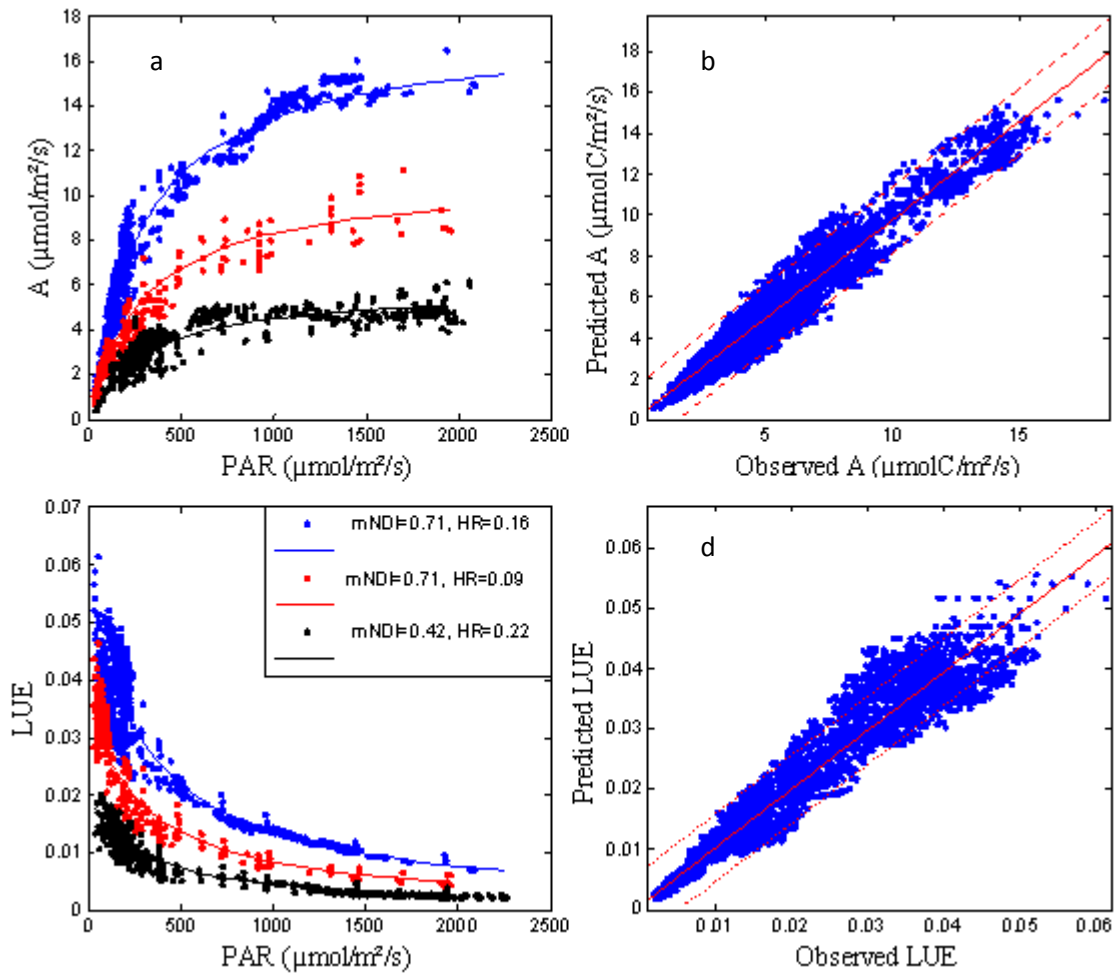 a
A (µmol/m²/s)
18
16
14
12
10
8
6
4
2
0
0 500 1000 1500 2000 2500
PAR (µmol/m²/s)
b
Predicted A (µmolC/m²/s)
18
16
14
12
10
8
6
4
2
0
5 10 15
Observed A (µmolC/m²/s)
LUE
0.07
0.06
0.05
0.04
0.03
0.02
0.01
0
0 500 1000 1500 2000 2500
PAR (µmol/m²/s)
mNDI=0.71, HR=0.16
mNDI=0.71, HR=0.09
mNDI=0.42, HR=0.22
d
Predicted LUE
0.06
0.05
0.04
0.03
0.02
0.01
0
0.01 0.02 0.03 0.04 0.05 0.06
Observed LUE